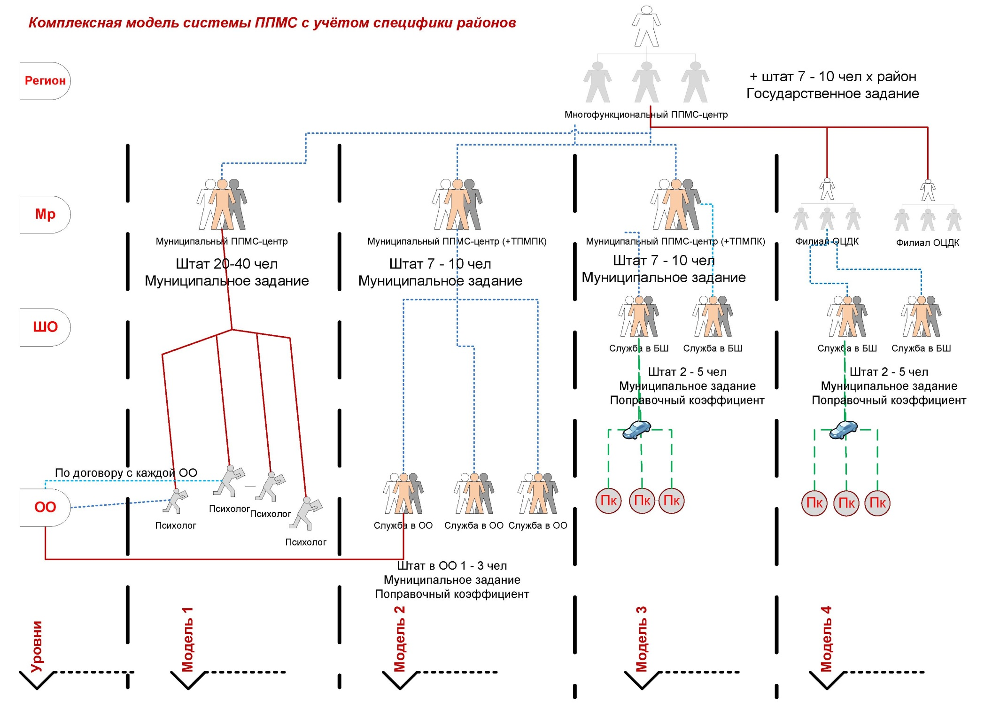 Комплексная модель системы ППМС с учётом специфики районов
Регион
+ штат 7 - 10 чел х район
Государственное задание
Многофункциональный ППМС-центр
Мр
Муниципальный ППМС-центр
Штат 20-40 чел
Муниципальное задание
Муниципальный ППМС-центр (+ТПМПК)
Штат 7 - 10 чел
Муниципальное задание
Муниципальный ППМС-центр (+ТПМПК)
Штат 7 - 10 чел
Муниципальное задание
Филиал ОЦДК
Филиал ОЦДК
ШО
Служба в БШ
Служба в БШ
Штат 2 - 5 чел
Муниципальное задание
Поправочный коэффициент
Служба в БШ
Служба в БШ
Штат 2 - 5 чел
Муниципальное задание
Поправочный коэффициент
По договору с каждой ОО
ОО
Психолог
Психолог
Психолог
Психолог
Служба в ОО
Служба в ОО
Служба в ОО
Штат в ОО 1 - 3 чел
Муниципальное задание
Поправочный коэффициент
Пк
Пк
Пк
Пк
Пк
Пк
Уровни
Модель 1
Модель 2
Модель 3
Модель 4